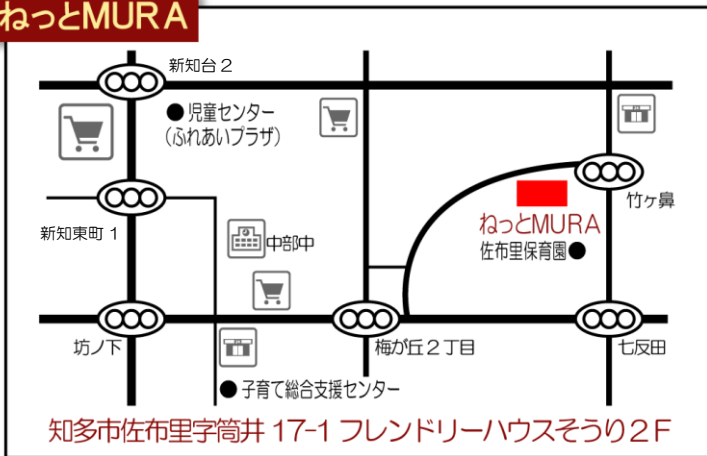 ねっとMURA
新知台2
●児童センター
(ふれあいプラザ)
竹ヶ鼻
新知東町1
ねっとMURA
中部中
佐布里保育園●
坊ノ下
梅が丘2丁目
七反田
●子育て総合支援センター
知多市佐布里字筒井 17-1 フレンドリーハウスそうり2F